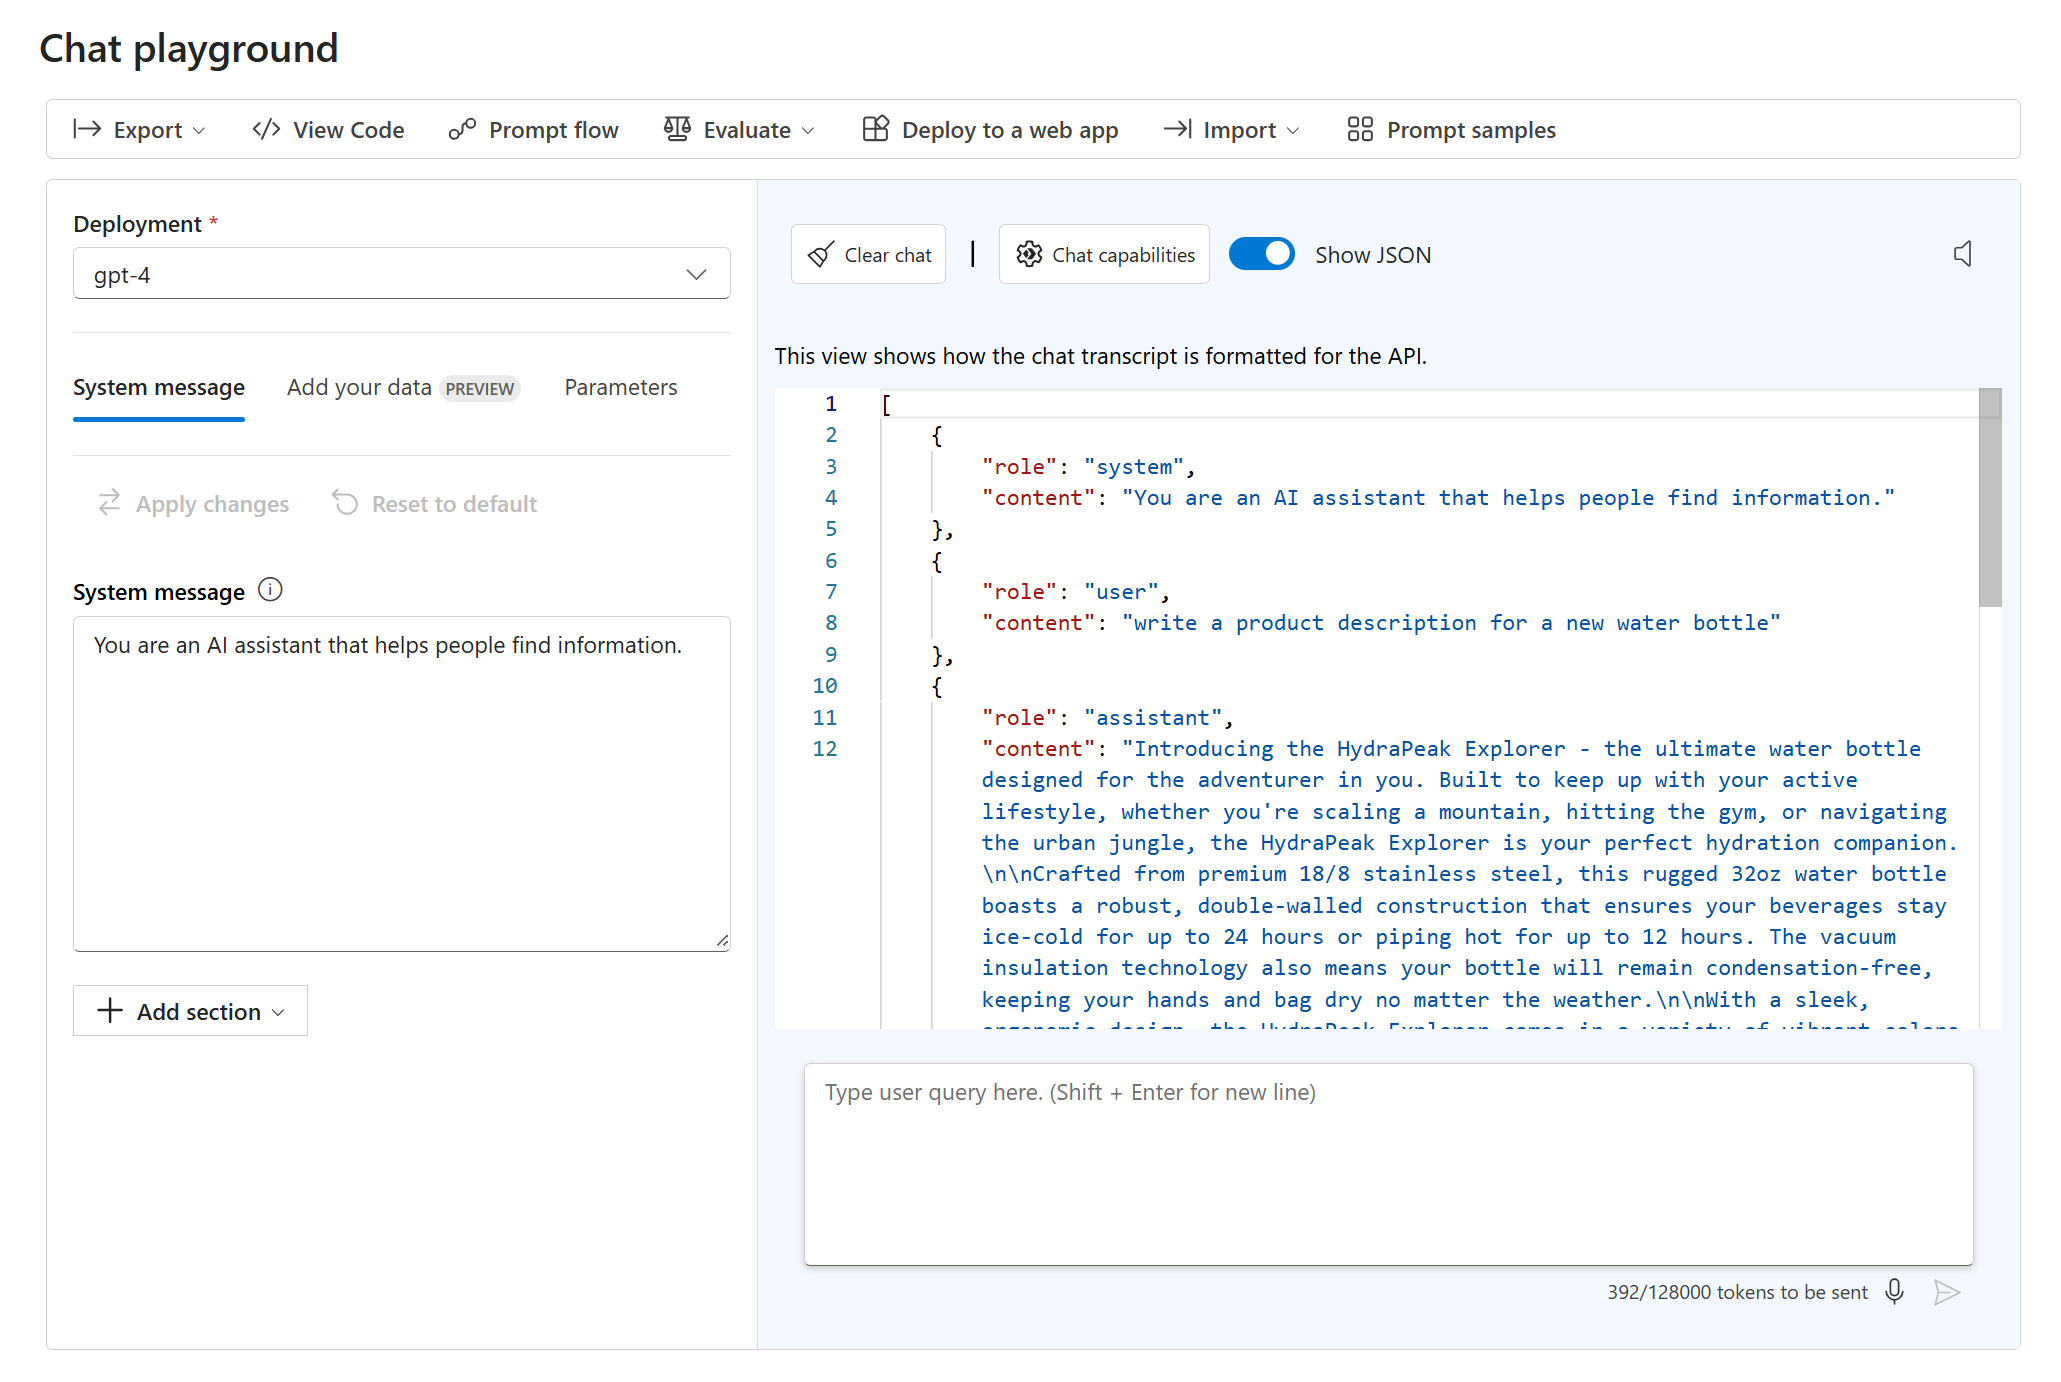 Chat playground
Export
View Code
Prompt flow
Evaluate
Deploy to a web app
Import
Prompt samples
Deployment *
gpt-4
System message
Add your data PREVIEW
Parameters
Apply changes
Reset to default
System message
You are an AI assistant that helps people find information.
Add section
Clear chat
Chat capabilities
Show JSON
This view shows how the chat transcript is formatted for the API.
1 [
2 {
3 "role": "system",
4 "content": "You are an AI assistant that helps people find information."
5 },
6 {
7 "role": "user",
8 "content": "write a product description for a new water bottle"
9 },
10 {
11 "role": "assistant",
12 "content": "Introducing the HydraPeak Explorer - the ultimate water bottle
designed for the adventurer in you. Built to keep up with your active
lifestyle, whether you're scaling a mountain, hitting the gym, or navigating
the urban jungle, the HydraPeak Explorer is your perfect hydration companion.
\n\nCrafted from premium 18/8 stainless steel, this rugged 32oz water bottle
boasts a robust, double-walled construction that ensures your beverages stay
ice-cold for up to 24 hours or piping hot for up to 12 hours. The vacuum
insulation technology also means your bottle will remain condensation-free,
keeping your hands and bag dry no matter the weather.\n\nWith a sleek,
ergonomic design, the HydraPeak Explorer comes in a variety of vibrant colors
Type user query here. (Shift + Enter for new line)
392/128000 tokens to be sent